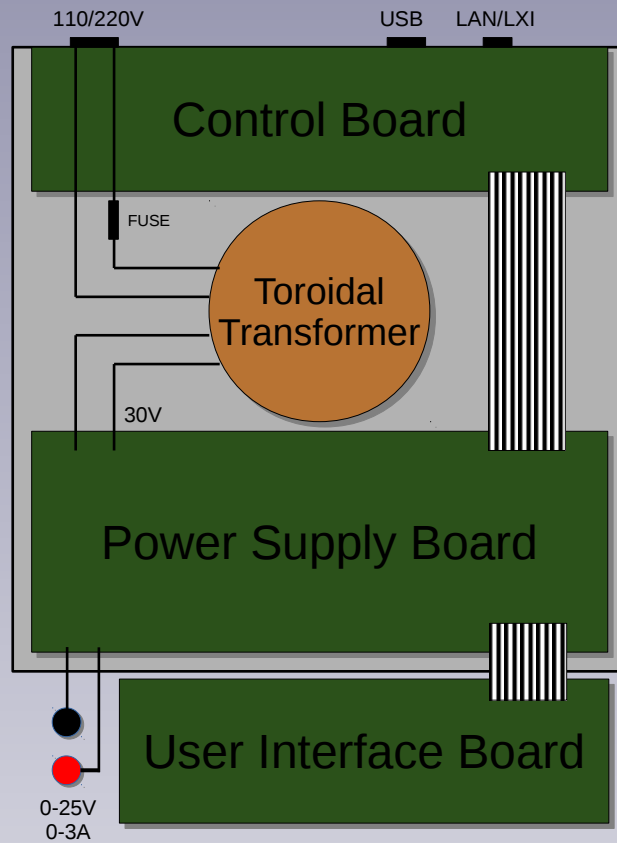 110/220V
USB
LAN/LXI
Control Board
FUSE
Toroidal
Transformer
30V
Power Supply Board
User Interface Board
0-25V
0-3A